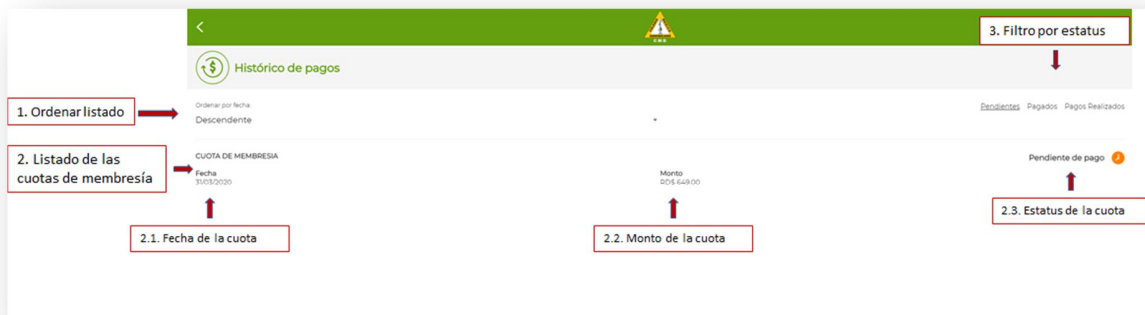 3. Filtro por estatus
CMD
Histórico de pagos
1. Ordenar listado
Ordenar por fecha
Descendente
Pendientes Pagados Pagos Realizados
2. Listado de las
cuotas de membresía
CUOTA DE MEMBRESIA
Pendiente de pago
Fecha
31/03/2020
Monto
RD$ 649.00
2.1. Fecha de la cuota
2.2. Monto de la cuota
2.3. Estatus de la cuota